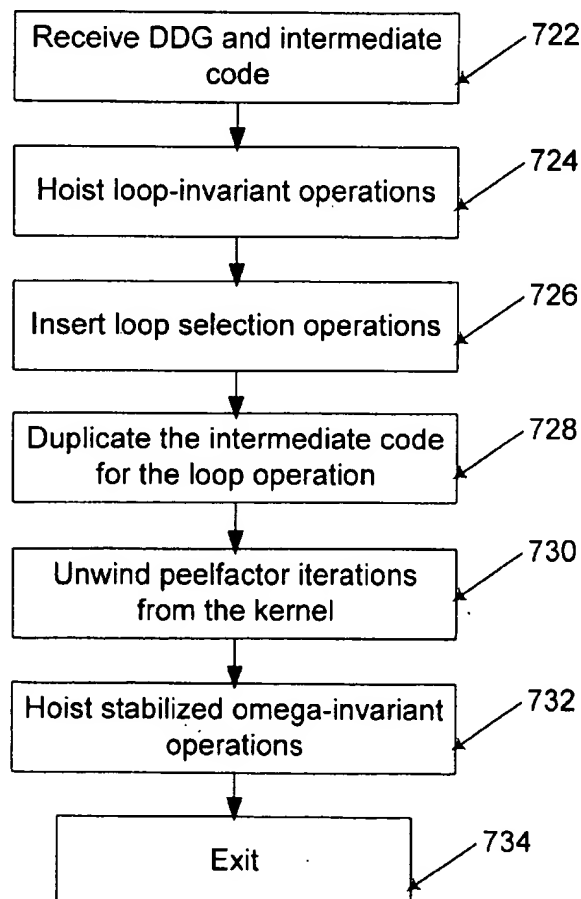 Receive DDG and intermediate
code
722
Hoist loop-invariant operations
724
Insert loop selection operations
726
Duplicate the intermediate code
for the loop operation
728
Unwind peelfactor iterations
from the kernel
730
Hoist stabilized omega-invariant
operations
732
Exit
734